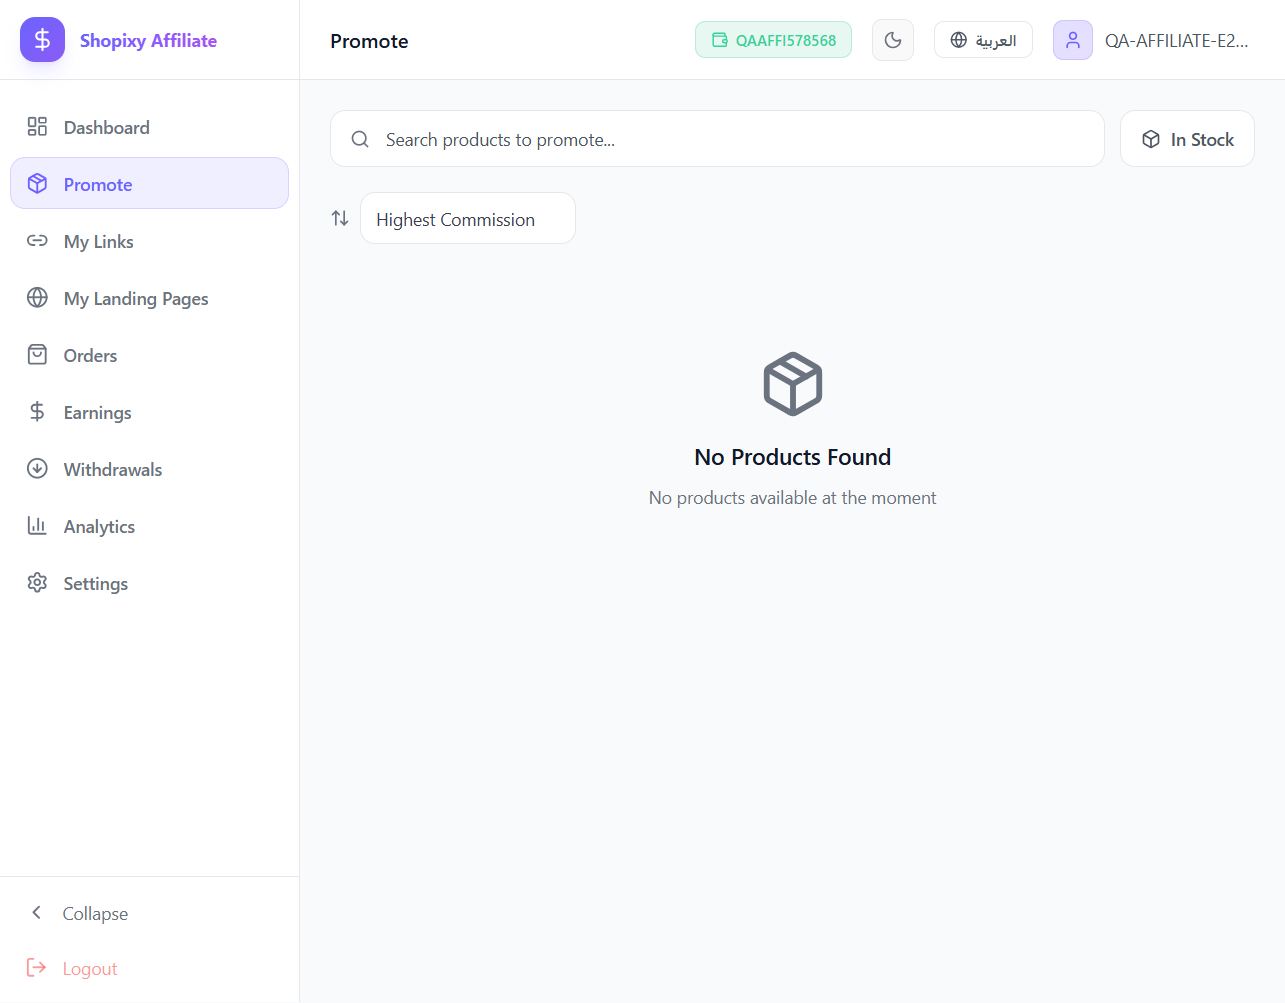 Shopixy Affiliate
Promote
QAAFFI578568
العربية
QA-AFFILIATE-E2...
Dashboard
Promote
My Links
My Landing Pages
Orders
Earnings
Withdrawals
Analytics
Settings
Collapse
Logout
Search products to promote...
In Stock
Highest Commission
No Products Found
No products available at the moment